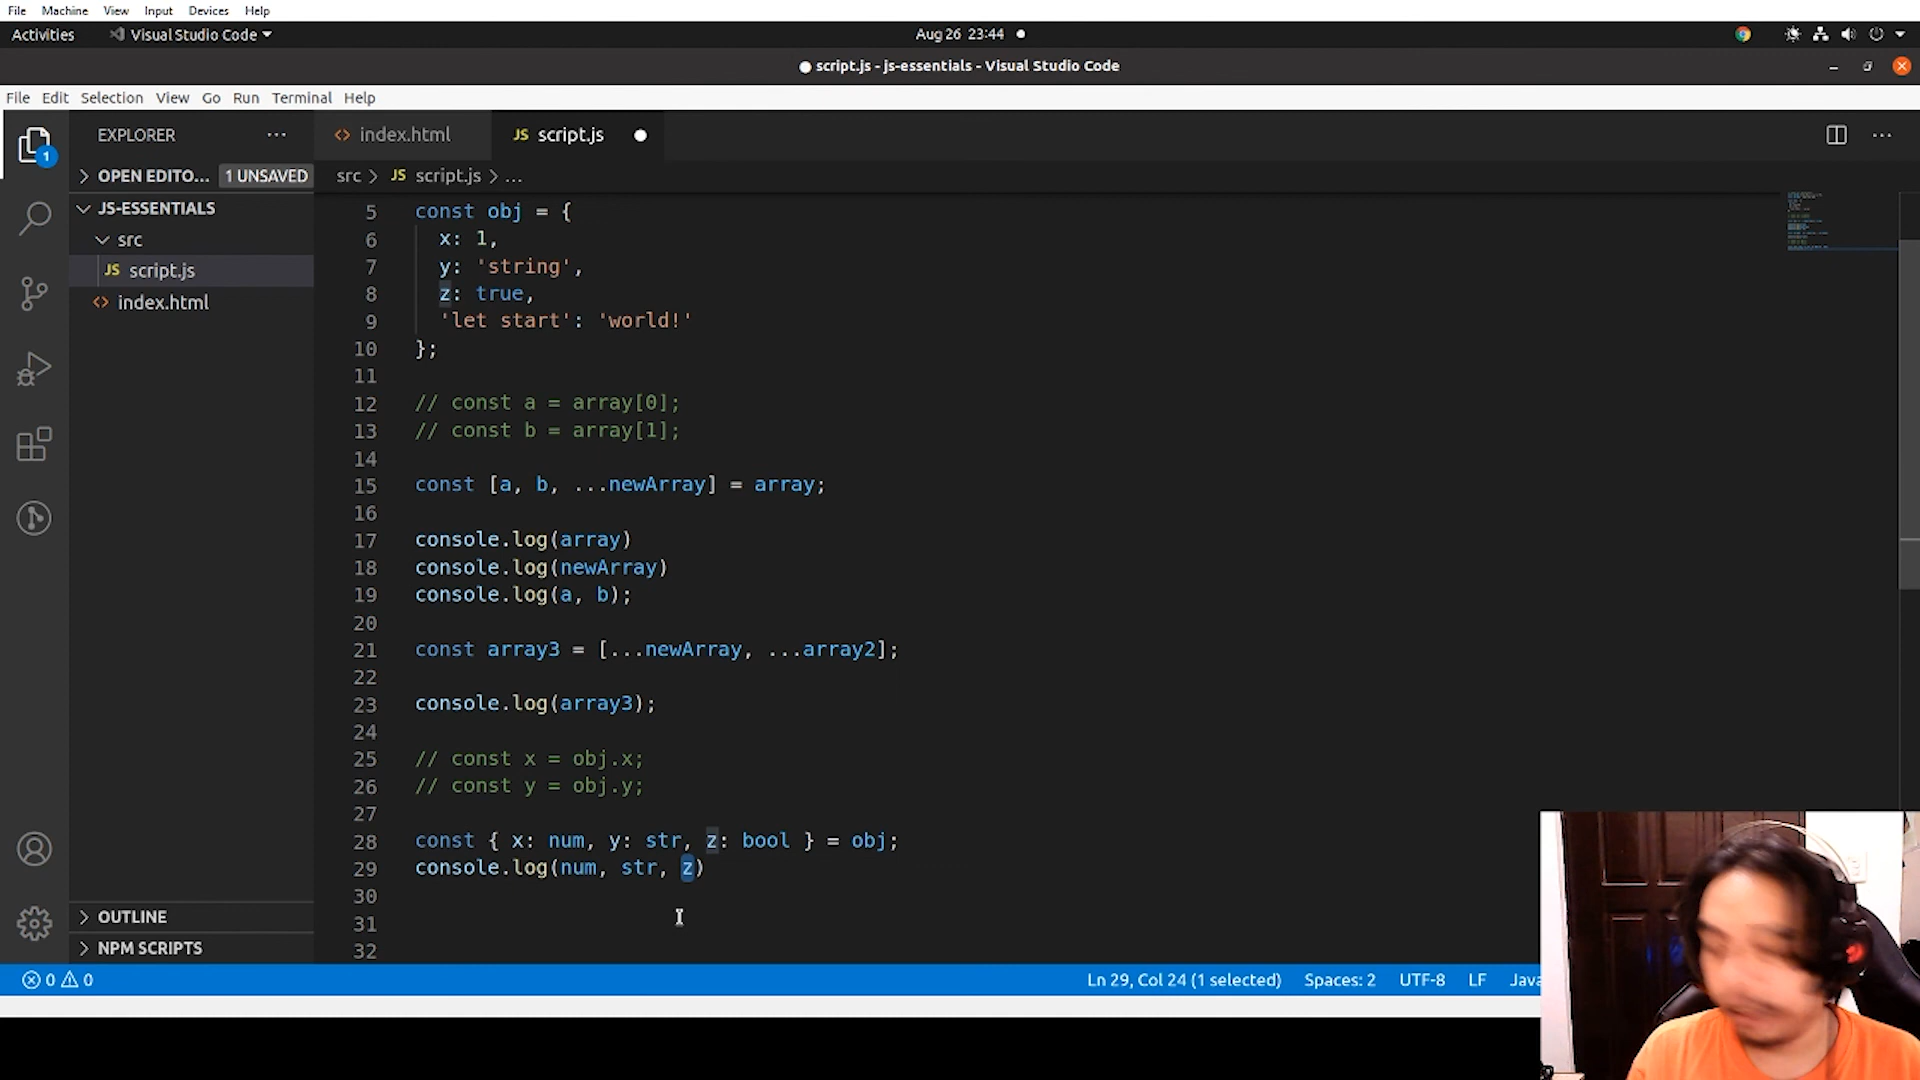 File Machine View Input Devices Help
Activities Visual Studio Code Aug 26 23:44
script.js - js-essentials - Visual Studio Code
File Edit Selection View Go Run Terminal Help
EXPLORER ··· index.html JS script.js ···
1
OPEN EDITO... 1 UNSAVED src > JS script.js > ...
JS-ESSENTIALS
src
JS script.js
index.html
5 const obj = {
6 x: 1,
7 y: 'string',
8 z: true,
9 'let start': 'world!'
10 };
11
12 // const a = array[0];
13 // const b = array[1];
14
15 const [a, b, ...newArray] = array;
16
17 console.log(array)
18 console.log(newArray)
19 console.log(a, b);
20
21 const array3 = [...newArray, ...array2];
22
23 console.log(array3);
24
25 // const x = obj.x;
26 // const y = obj.y;
27
28 const { x: num, y: str, z: bool } = obj;
29 console.log(num, str, z)
30
31
32
OUTLINE
NPM SCRIPTS
0 0 Ln 29, Col 24 (1 selected) Spaces: 2 UTF-8 LF Java